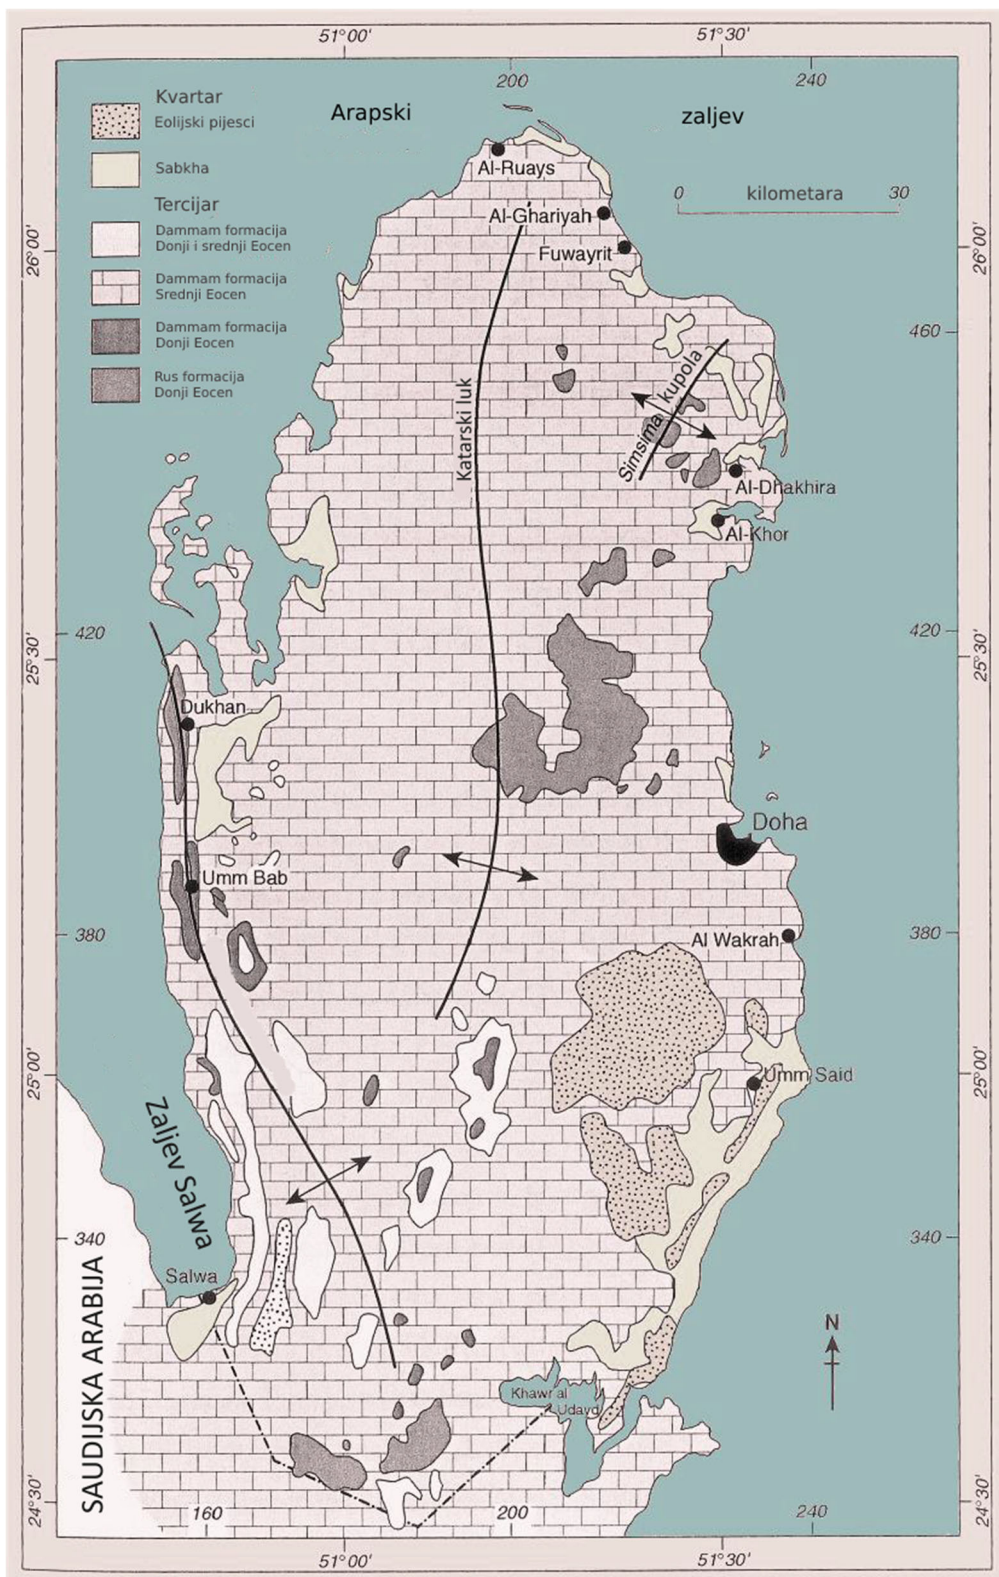 51°00'
51°30'
200
240
Kvartar
Eolijski pijesci
Sabkha
Tercijar
Dammam formacija
Donji i srednji Eocen
Dammam formacija
Srednji Eocen
Dammam formacija
Donji Eocen
Rus formacija
Donji Eocen
Arapski
zaljev
0 kilometara 30
Al-Ruays
Al-Ghariyah
Fuwayrit
26°00'
26°00'
460
Katarski luk
Simsima kupola
Al-Dhakhira
Al-Khor
420
420
25°30'
25°30'
Dukhan
Doha
Umm Bab
380
380
Al Wakrah
25°00'
25°00'
Umm Said
Zaljev Salwa
340
340
Salwa
SAUDIJSKA ARABIJA
N
Khawr al
Udayd
24°30'
24°30'
160
200
240
51°00'
51°30'